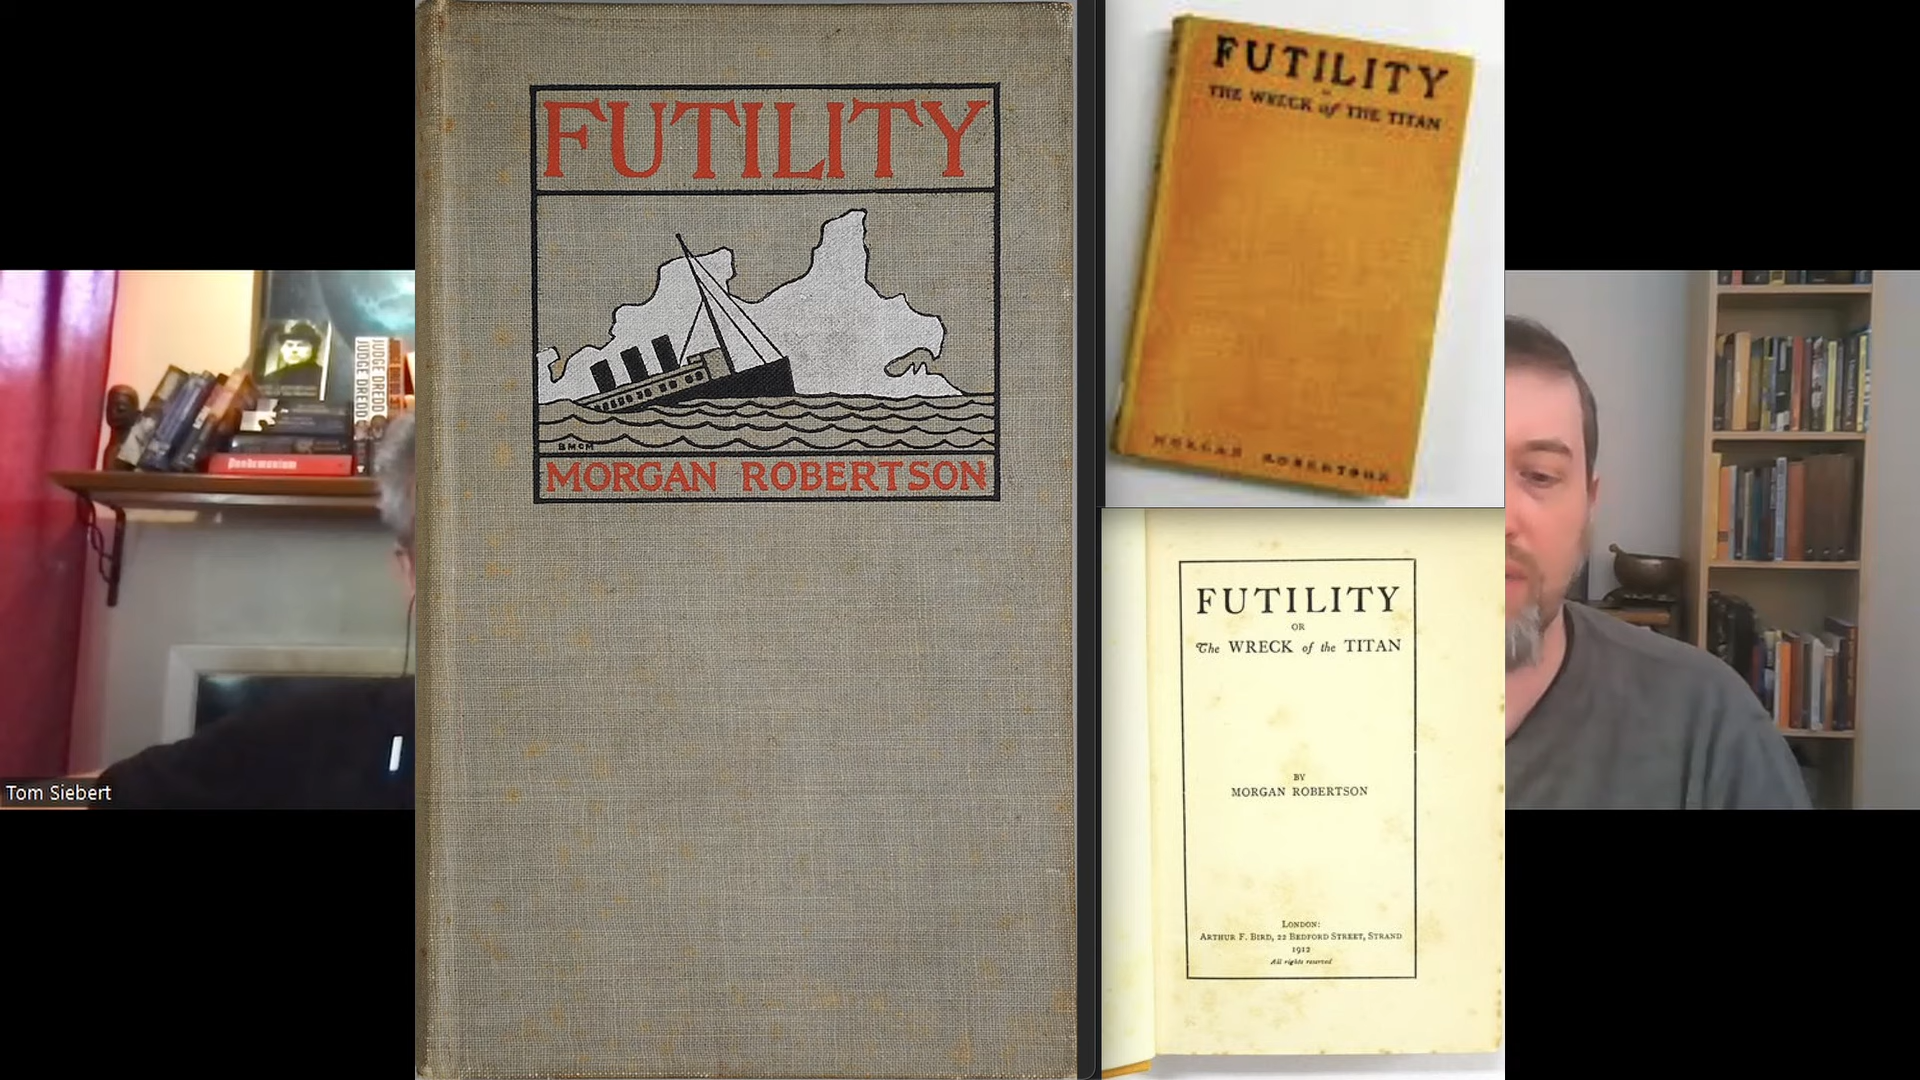 FUTILITY
BMCM
MORGAN ROBERTSON
FUTILITY
OR
THE WRECK of THE TITAN
MORGAN ROBERTSON
FUTILITY
OR
The WRECK of the TITAN
BY
MORGAN ROBERTSON
LONDON:
ARTHUR F. BIRD, 22 BEDFORD STREET, STRAND
1912
All rights reserved
JUDGE DREDD
JUDGE DREDD
Pandemonium
Tom Siebert